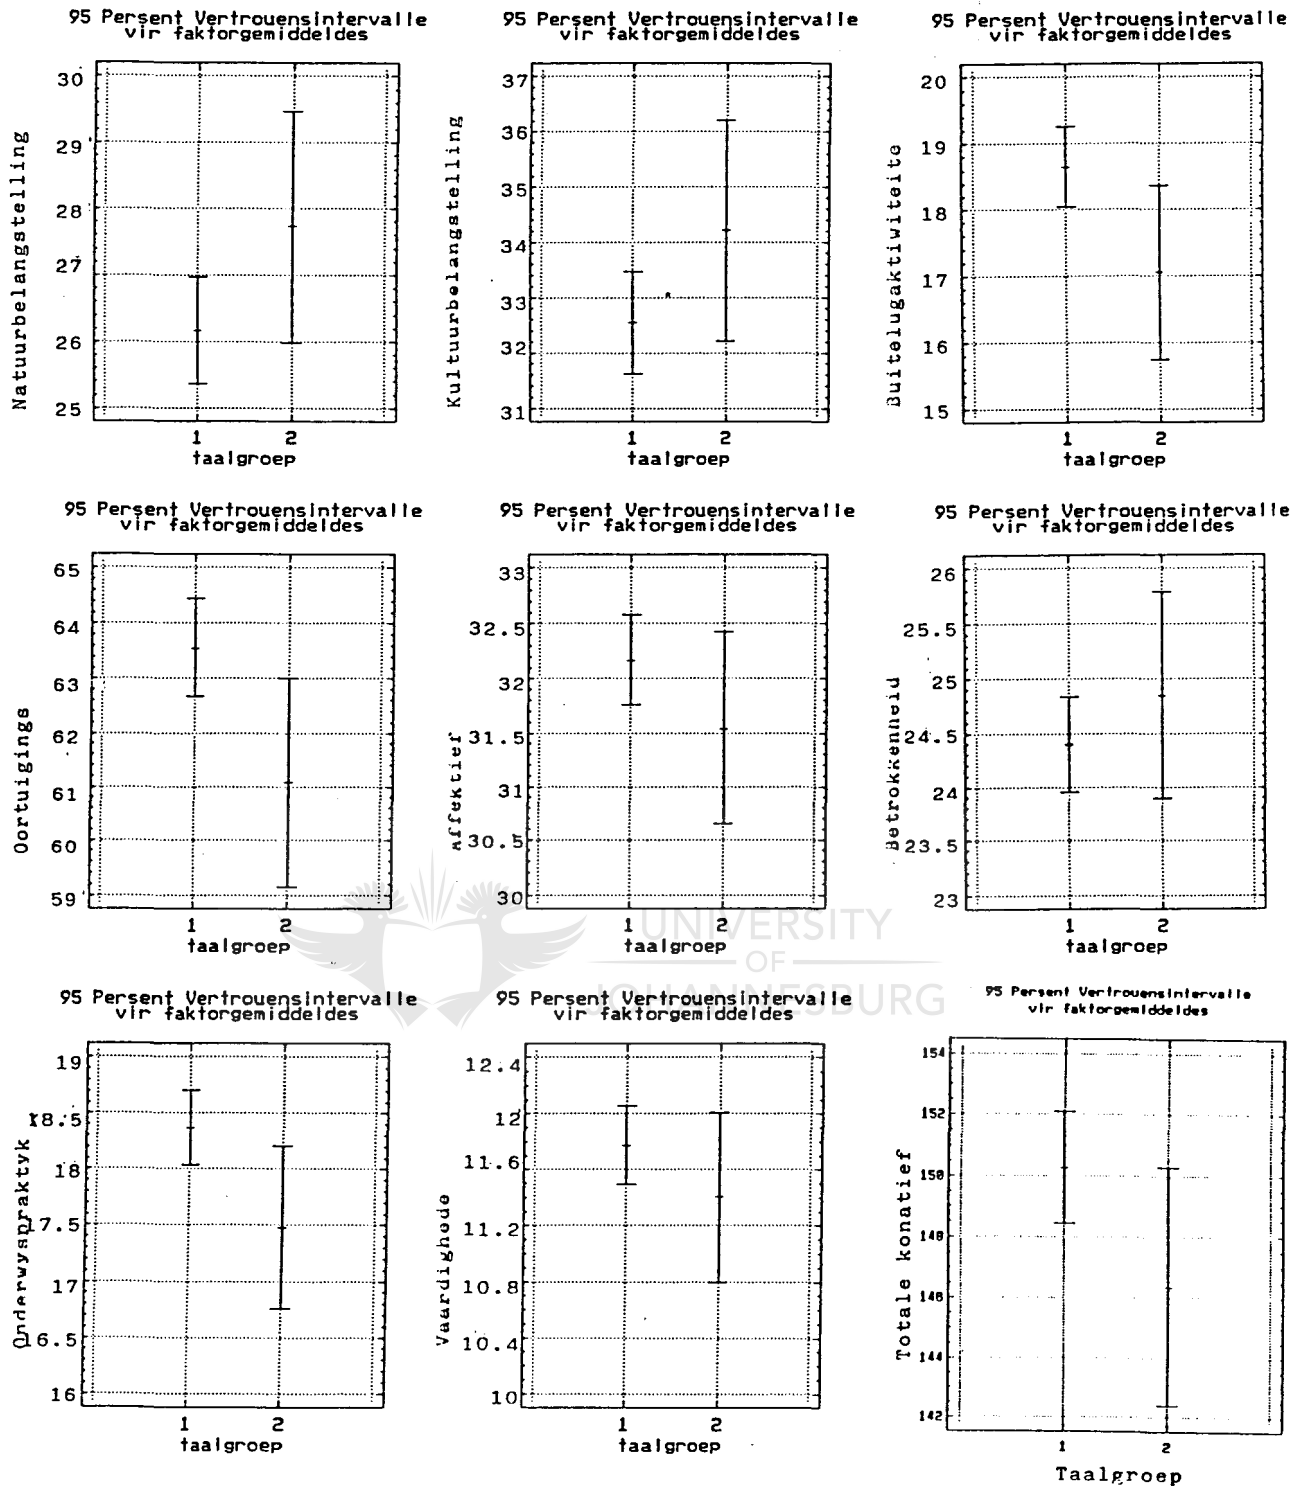 95 Persent Vertrouensintervalle
vir faktorgemiddeldes
Natuurbelangstelling
30
29
28
27
26
25
1 2
taalgroep
95 Persent Vertrouensintervalle
vir faktorgemiddeldes
Kultuurbelangstelling
37
36
35
34
33
32
31
1 2
taalgroep
95 Persent Vertrouensintervalle
vir faktorgemiddeldes
Buitelugaktiwiteite
20
19
18
17
16
15
1 2
taalgroep
95 Persent Vertrouensintervalle
vir faktorgemiddeldes
Oortuigings
65
64
63
62
61
60
59
1 2
taalgroep
95 Persent Vertrouensintervalle
vir faktorgemiddeldes
Affektief
33
32.5
32
31.5
31
30.5
30
1 2
taalgroep
95 Persent Vertrouensintervalle
vir faktorgemiddeldes
Betrokkenheid
26
25.5
25
24.5
24
23.5
23
1 2
taalgroep
UNIVERSITY
OF
JOHANNESBURG
95 Persent Vertrouensintervalle
vir faktorgemiddeldes
Onderwyspraktyk
19
18.5
18
17.5
17
16.5
16
1 2
taalgroep
95 Persent Vertrouensintervalle
vir faktorgemiddeldes
Vaardighede
12.4
12
11.6
11.2
10.8
10.4
10
1 2
taalgroep
95 Persent Vertrouensintervalle
vir faktorgemiddeldes
Totale konatief
154
152
150
148
146
144
142
1 2
Taalgroep